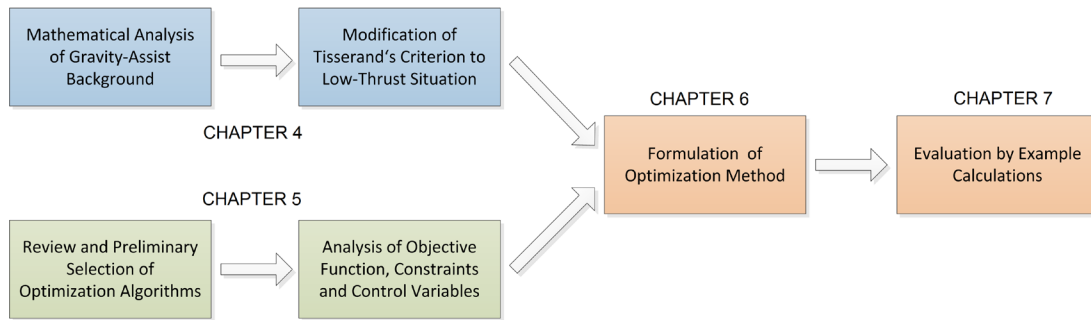 Mathematical Analysis
of Gravity-Assist
Background
Modification of
Tisserand‘s Criterion to
Low-Thrust Situation
CHAPTER 4
CHAPTER 5
Review and Preliminary
Selection of
Optimization Algorithms
Analysis of Objective
Function, Constraints
and Control Variables
CHAPTER 6
Formulation of
Optimization Method
CHAPTER 7
Evaluation by Example
Calculations